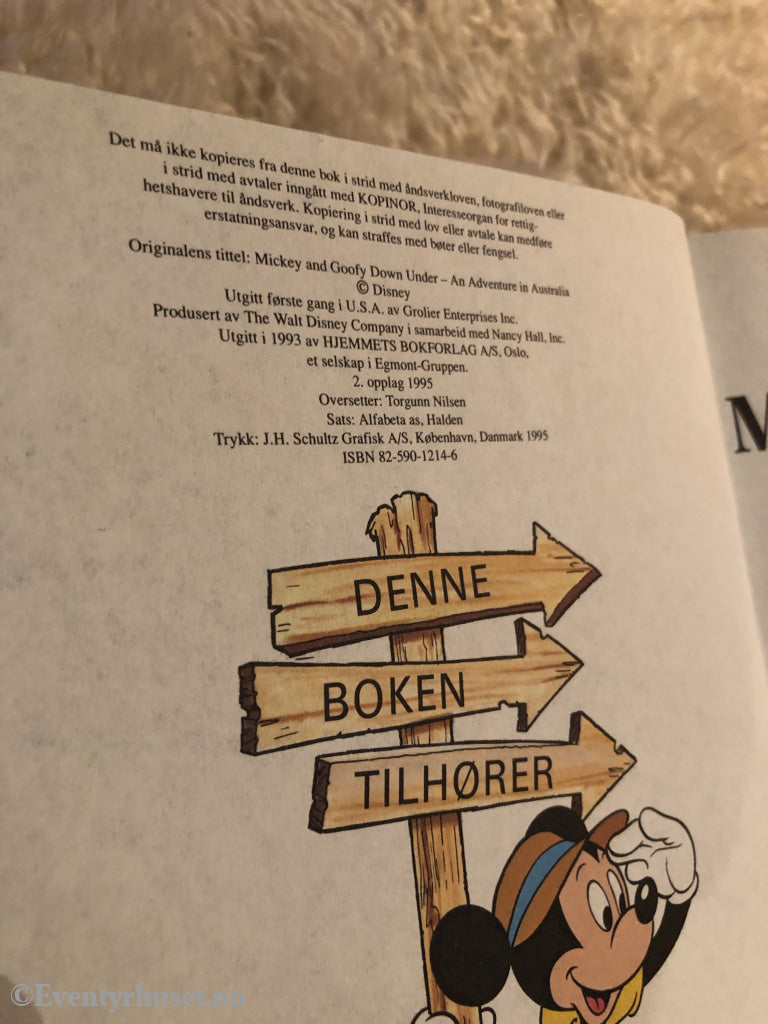 Det må ikke kopieres fra denne bok i strid med åndsverkloven, fotografiloven eller
i strid med avtaler inngått med KOPINOR, Interesseorgan for rettig-
hetshavere til åndsverk. Kopiering i strid med lov eller avtale kan medføre
erstatningsansvar, og kan straffes med bøter eller fengsel.
Originalens tittel: Mickey and Goofy Down Under – An Adventure in Australia
© Disney
Utgitt første gang i U.S.A. av Grolier Enterprises Inc.
Produsert av The Walt Disney Company i samarbeid med Nancy Hall, Inc.
Utgitt i 1993 av HJEMMETS BOKFORLAG A/S, Oslo,
et selskap i Egmont-Gruppen.
2. opplag 1995
Oversetter: Torgunn Nilsen
Sats: Alfabeta as, Halden
Trykk: J.H. Schultz Grafisk A/S, København, Danmark 1995
ISBN 82-590-1214-6
M
DENNE
BOKEN
TILHØRER
©Eventyrhuset.no